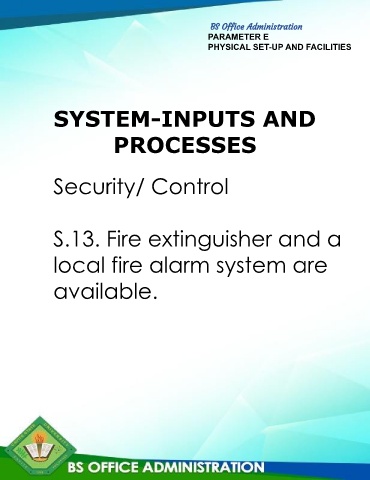 BS Office Administration
PARAMETER E
PHYSICAL SET-UP AND FACILITIES
SYSTEM-INPUTS AND
PROCESSES
Security/ Control
S.13. Fire extinguisher and a
local fire alarm system are
available.
BS OFFICE ADMINISTRATION